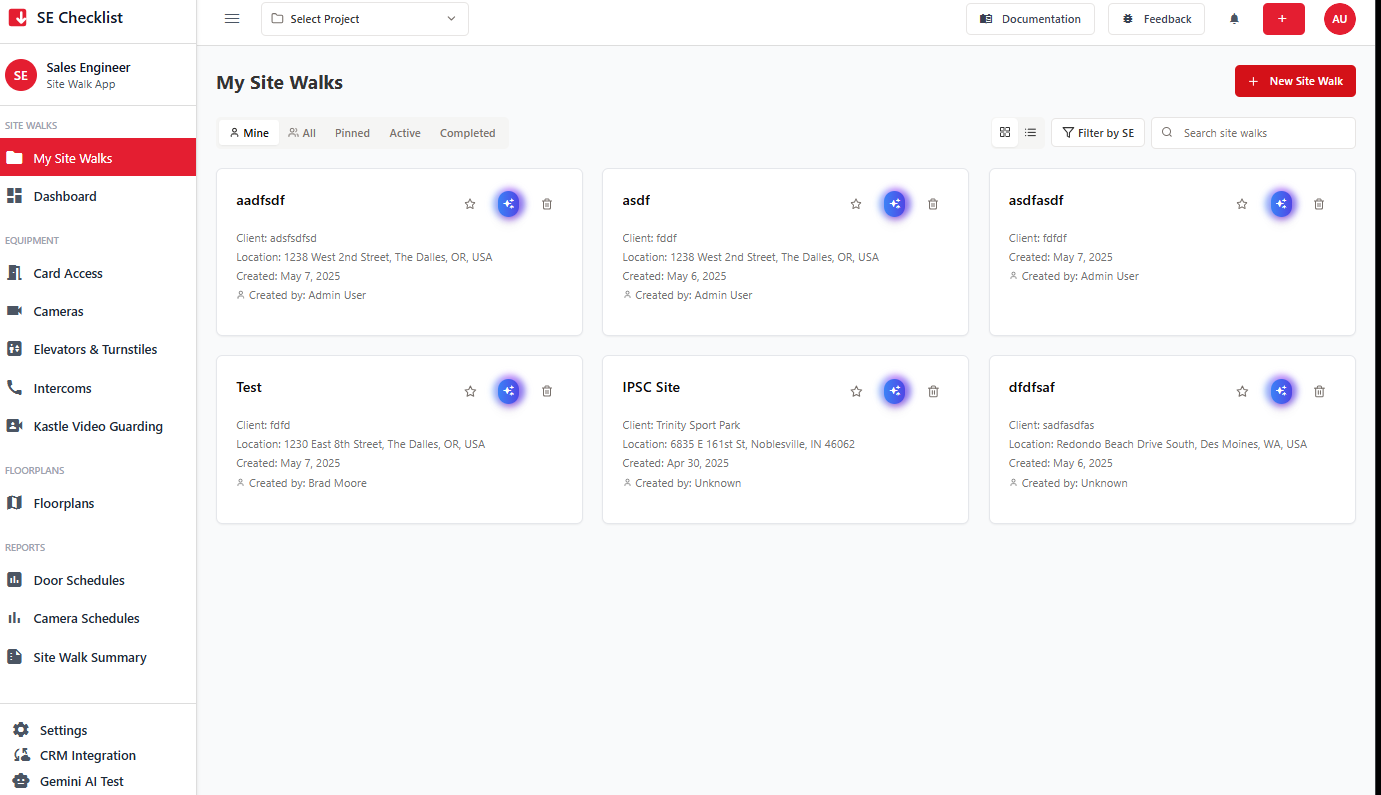 SE Checklist
Select Project
Documentation
Feedback
AU
SE
Sales Engineer
Site Walk App
SITE WALKS
My Site Walks
Dashboard
EQUIPMENT
Card Access
Cameras
Elevators & Turnstiles
Intercoms
Kastle Video Guarding
FLOORPLANS
Floorplans
REPORTS
Door Schedules
Camera Schedules
Site Walk Summary
Settings
CRM Integration
Gemini AI Test
My Site Walks
New Site Walk
Mine All Pinned Active Completed
Filter by SE
Search site walks
aadfsdf
Client: adsfsdfsd
Location: 1238 West 2nd Street, The Dalles, OR, USA
Created: May 7, 2025
Created by: Admin User
asdf
Client: fddf
Location: 1238 West 2nd Street, The Dalles, OR, USA
Created: May 6, 2025
Created by: Admin User
asdfasdf
Client: fdfdf
Created: May 7, 2025
Created by: Admin User
Test
Client: fdfd
Location: 1230 East 8th Street, The Dalles, OR, USA
Created: May 7, 2025
Created by: Brad Moore
IPSC Site
Client: Trinity Sport Park
Location: 6835 E 161st St, Noblesville, IN 46062
Created: Apr 30, 2025
Created by: Unknown
dfdfsaf
Client: sadfasdfas
Location: Redondo Beach Drive South, Des Moines, WA, USA
Created: May 6, 2025
Created by: Unknown